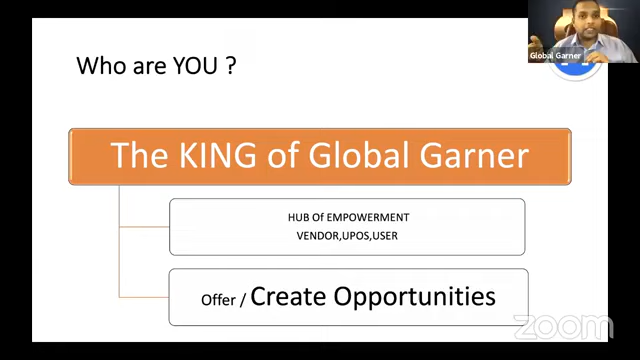 Who are YOU ?
Global Garner
The KING of Global Garner
HUB Of EMPOWERMENT
VENDOR,UPOS,USER
Offer / Create Opportunities
zoom